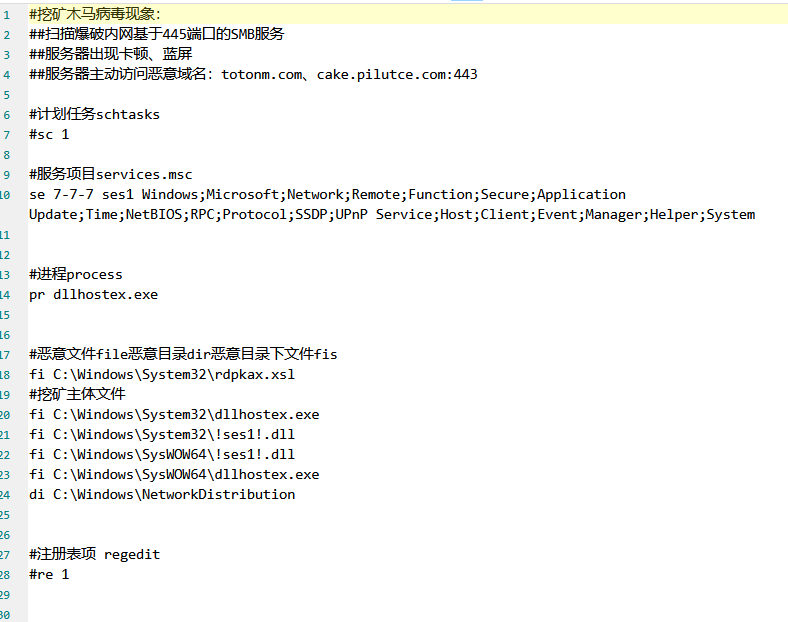 1 #挖矿木马病毒现象：
2 ##扫描爆破内网基于445端口的SMB服务
3 ##服务器出现卡顿、蓝屏
4 ##服务器主动访问恶意域名：totonm.com、cake.pilutce.com:443
5
6 #计划任务schtasks
7 #sc 1
8
9 #服务项目services.msc
10 se 7-7-7 ses1 Windows;Microsoft;Network;Remote;Function;Secure;Application
Update;Time;NetBIOS;RPC;Protocol;SSDP;UPnP Service;Host;Client;Event;Manager;Helper;System
11
12
13 #进程process
14 pr dllhostex.exe
15
16
17 #恶意文件file恶意目录dir恶意目录下文件fis
18 fi C:\Windows\System32\rdpkax.xsl
19 #挖矿主体文件
20 fi C:\Windows\System32\dllhostex.exe
21 fi C:\Windows\System32\!ses1!.dll
22 fi C:\Windows\SysWOW64\!ses1!.dll
23 fi C:\Windows\SysWOW64\dllhostex.exe
24 di C:\Windows\NetworkDistribution
25
26
27 #注册表项 regedit
28 #re 1
29
30